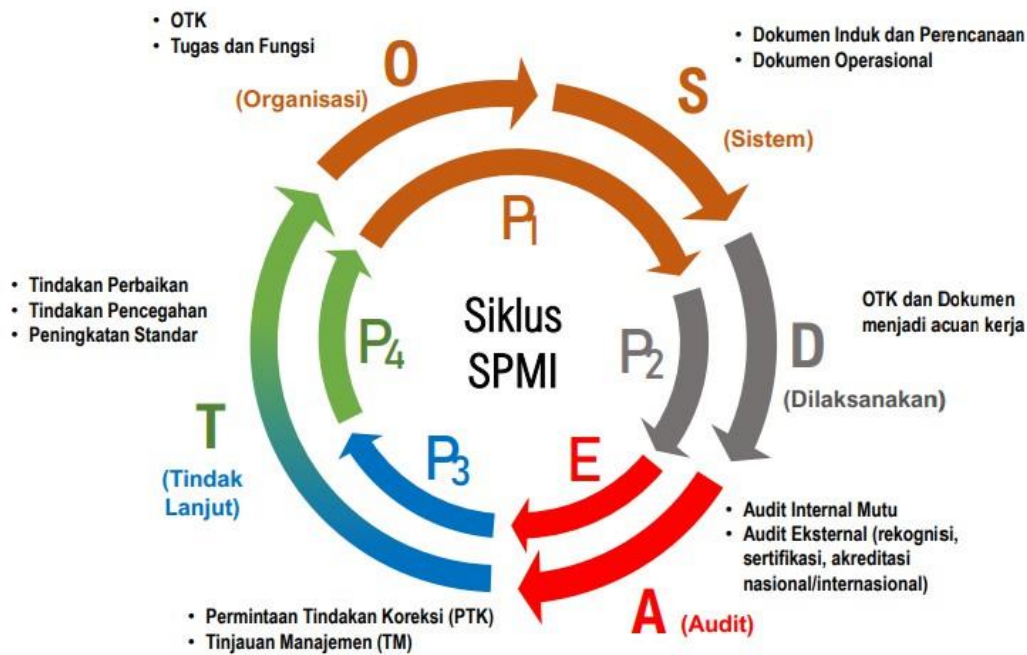 • OTK
• Tugas dan Fungsi
O
(Organisasi)
• Dokumen Induk dan Perencanaan
• Dokumen Operasional
S
(Sistem)
P1
• Tindakan Perbaikan
• Tindakan Pencegahan
• Peningkatan Standar
P4
Siklus
SPMI
P2
OTK dan Dokumen
menjadi acuan kerja
D
(Dilaksanakan)
T
(Tindak
Lanjut)
P3
E
• Audit Internal Mutu
• Audit Eksternal (rekognisi,
sertifikasi, akreditasi
nasional/internasional)
A (Audit)
• Permintaan Tindakan Koreksi (PTK)
• Tinjauan Manajemen (TM)